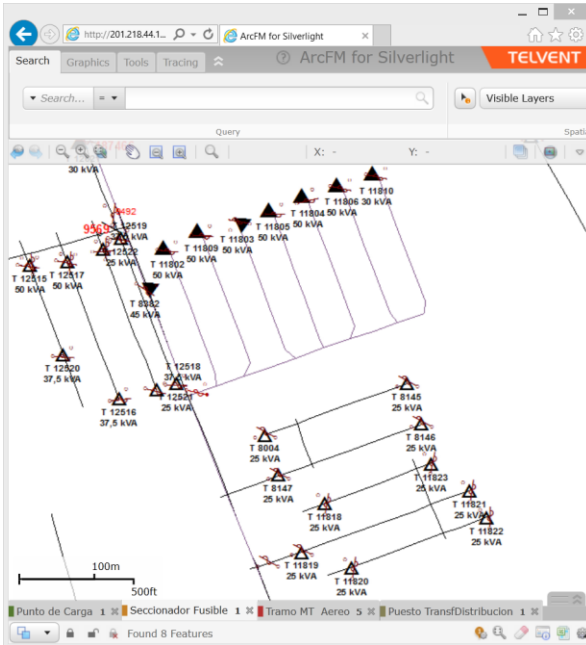 http://201.218.44.1...
ArcFM for Silverlight
Search
Graphics
Tools
Tracing
ArcFM for Silverlight
TELVENT
Search...
=
Visible Layers
Query
Spatia
X: -
Y: -
30 kVA
9492
9569
T 12519
T 12522
25 kVA
T 12515
50 kVA
T 12517
50 kVA
T 11802
50 kVA
T 11809
50 kVA
T 11803
50 kVA
T 11805
50 kVA
T 11804
50 kVA
T 11806
50 kVA
T 11810
30 kVA
T 8382
45 kVA
T 12520
37,5 kVA
T 12516
37,5 kVA
T 12518
T 12521
25 kVA
T 8145
25 kVA
T 8004
25 kVA
T 8146
25 kVA
T 8147
25 kVA
T 11823
25 kVA
T 11818
25 kVA
T 11821
25 kVA
T 11822
25 kVA
T 11819
25 kVA
T 11820
25 kVA
100m
500ft
Punto de Carga 1
Seccionador Fusible 1
Tramo MT Aereo 5
Puesto TransfDistribucion 1
Found 8 Features